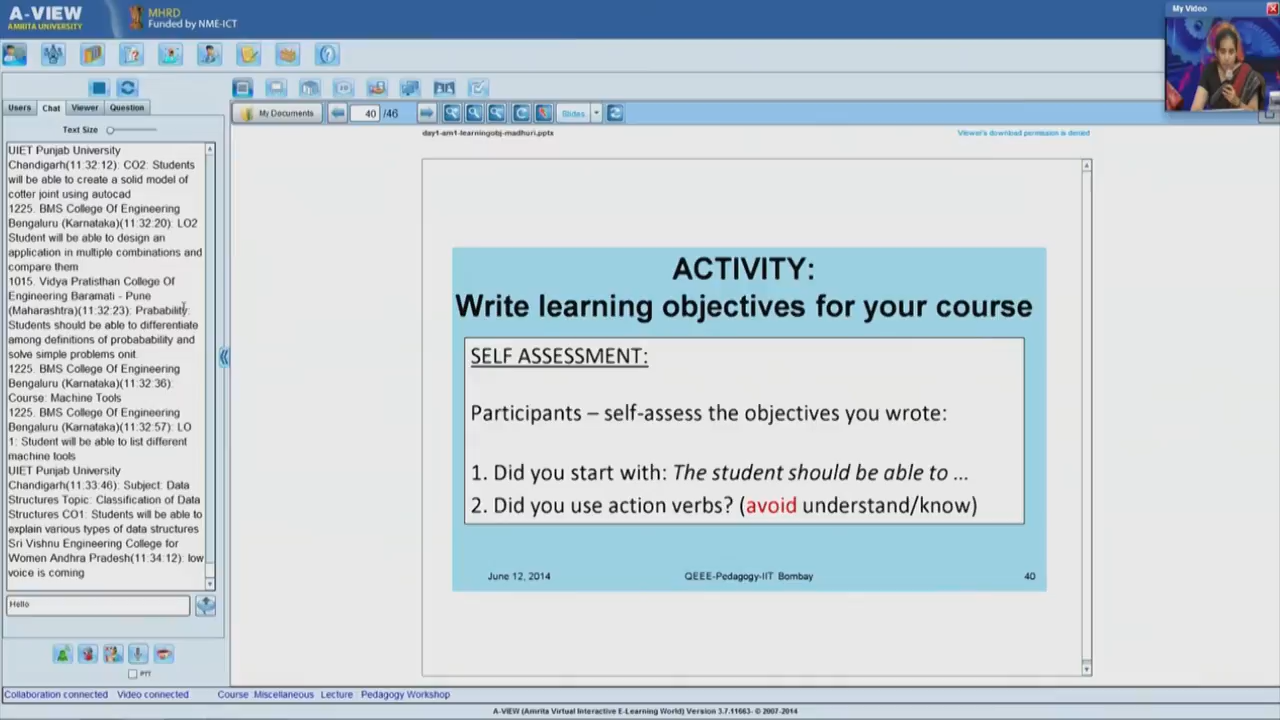 A-VIEW
AMRITA UNIVERSITY
MHRD
Funded by NME-ICT
My Video
Users
Chat
Viewer
Question
Text Size
UIET Punjab University
Chandigarh(11:32:12): CO2: Students
will be able to create a solid model of
cotter joint using autocad
1225. BMS College Of Engineering
Bengaluru (Karnataka)(11:32:20): LO2
Student will be able to design an
application in multiple combinations and
compare them
1015. Vidya Pratisthan College Of
Engineering Baramati - Pune
(Maharashtra)(11:32:23): Prabability:
Students should be able to differentiate
among definitions of probabability and
solve simple problems onit.
1225. BMS College Of Engineering
Bengaluru (Karnataka)(11:32:36):
Course: Machine Tools
1225. BMS College Of Engineering
Bengaluru (Karnataka)(11:32:57): LO
1: Student will be able to list different
machine tools
UIET Punjab University
Chandigarh(11:33:46): Subject: Data
Structures Topic: Classification of Data
Structures CO1: Students will be able to
explain various types of data structures
Sri Vishnu Engineering College for
Women Andhra Pradesh(11:34:12): low
voice is coming
Hello
PTT
My Documents
40 /46
Slides
day1-am1-learningobj-madhuri.pptx
Viewer's download permission is denied
ACTIVITY:
Write learning objectives for your course
SELF ASSESSMENT:
Participants – self-assess the objectives you wrote:
1. Did you start with: The student should be able to ...
2. Did you use action verbs? (avoid understand/know)
June 12, 2014
QEEE-Pedagogy-IIT Bombay
40
Collaboration connected
Video connected
Course Miscellaneous Lecture Pedagogy Workshop
A-VIEW (Amrita Virtual Interactive E-Learning World) Version 3.7.11663- © 2007-2014